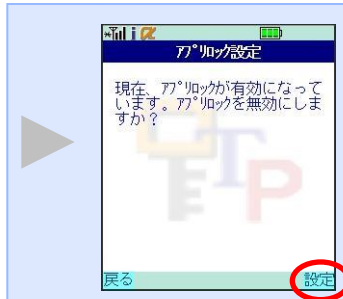 ｱﾌﾟﾘﾛｯｸ設定
現在、ｱﾌﾟﾘﾛｯｸが有効になって
います。ｱﾌﾟﾘﾛｯｸを無効にしま
すか？
OTP
戻る 設定